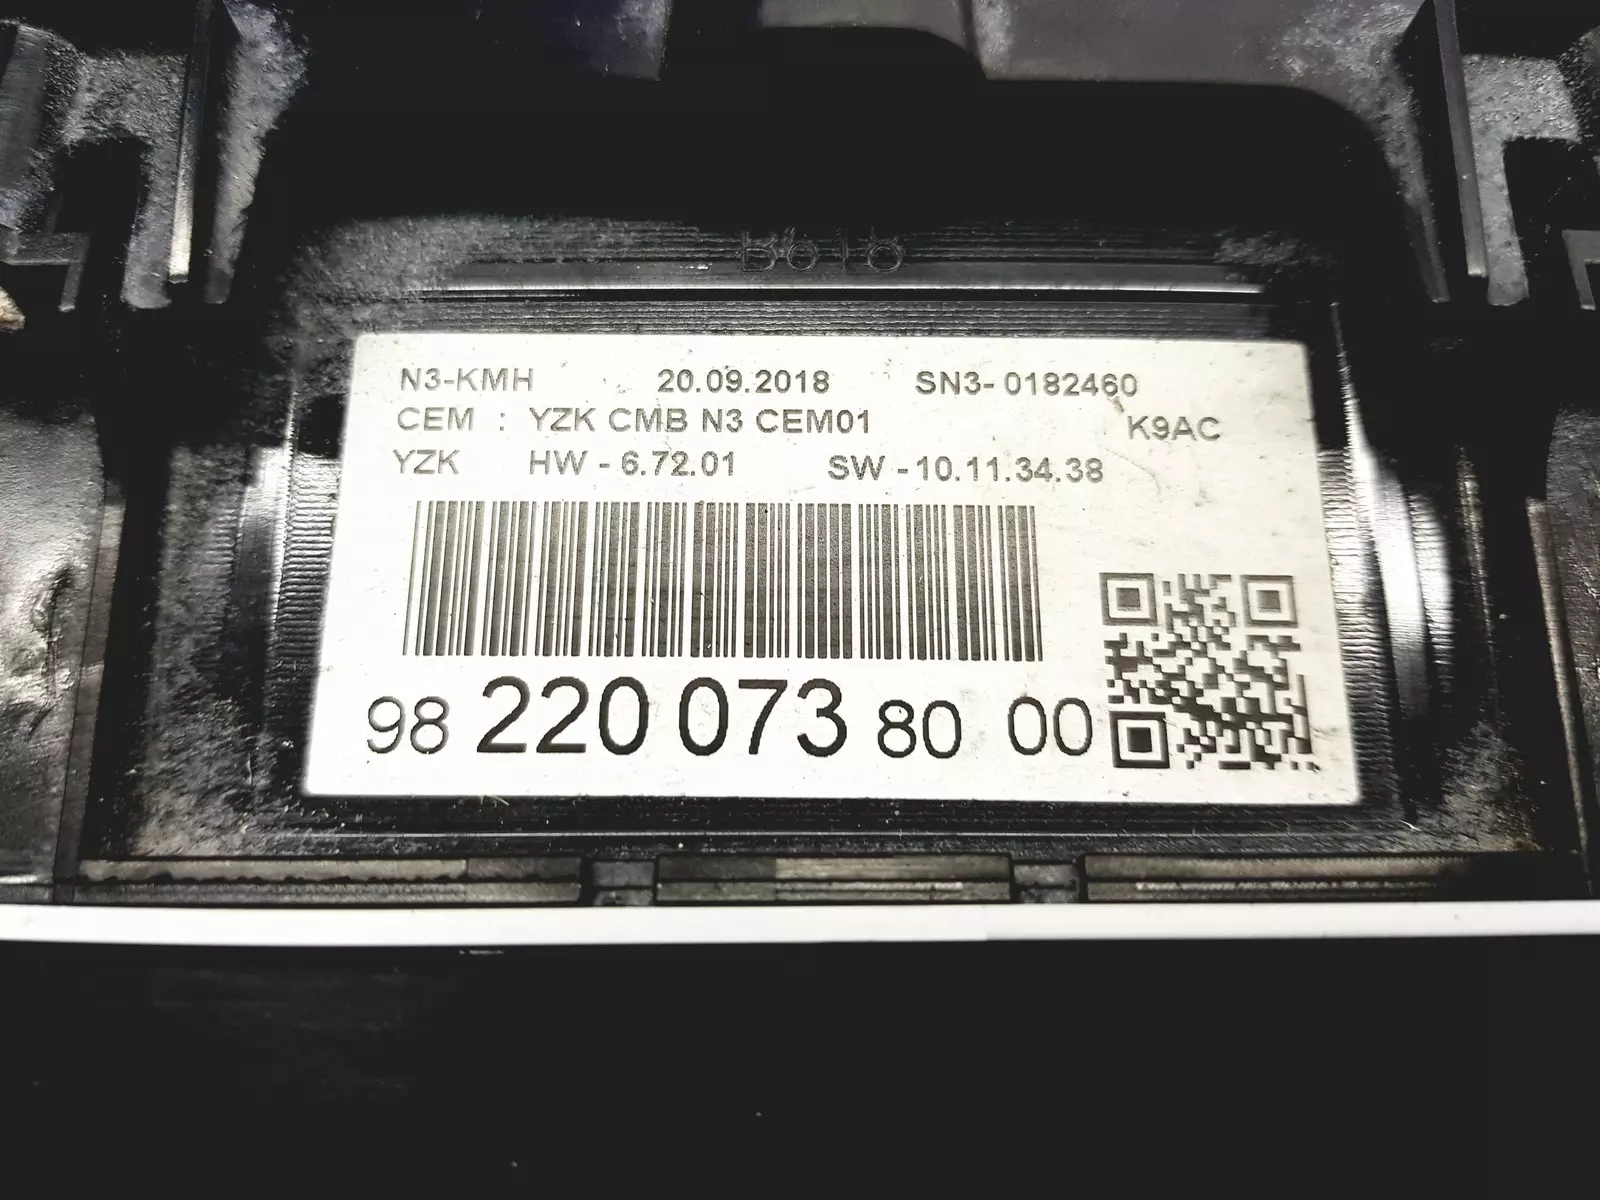 B618
N3-KMH 20.09.2018 SN3-0182460
CEM : YZK CMB N3 CEM01 K9AC
YZK HW - 6.72.01 SW -10.11.34.38
98 220 073 80 00